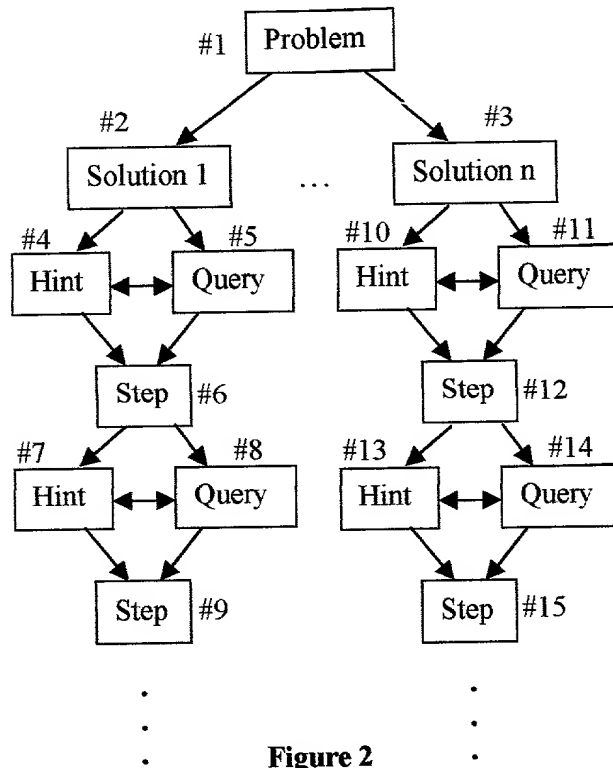 #1 Problem
#2 #3
Solution 1 ... Solution n
#4 #5 #10 #11
Hint Query Hint Query
Step #6 Step #12
#7 #8 #13 #14
Hint Query Hint Query
Step #9 Step #15
Figure 2